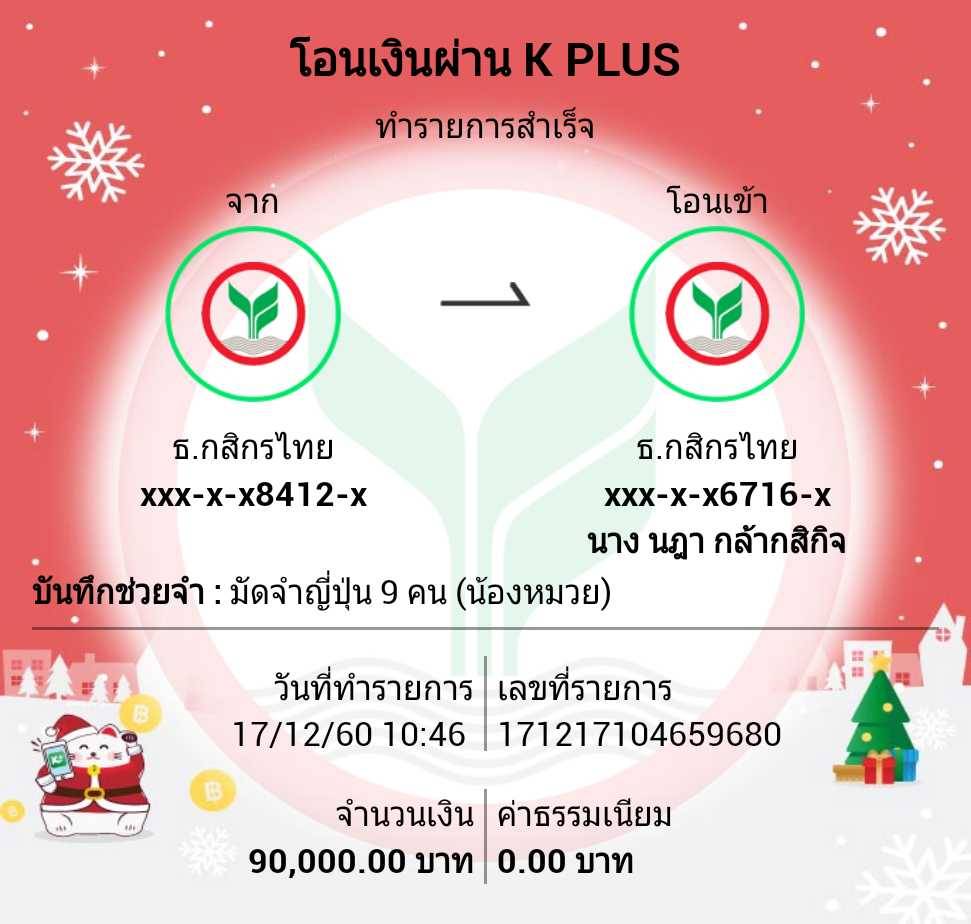 โอนเงินผ่าน K PLUS
ทำรายการสำเร็จ
จาก
โอนเข้า
ธ.กสิกรไทย
xxx-x-x8412-x
ธ.กสิกรไทย
xxx-x-x6716-x
นาง นฎา กล้ากสิกิจ
บันทึกช่วยจำ : มัดจำญี่ปุ่น 9 คน (น้องหมวย)
วันที่ทำรายการ
17/12/60 10:46
เลขที่รายการ
171217104659680
จำนวนเงิน
90,000.00 บาท
ค่าธรรมเนียม
0.00 บาท